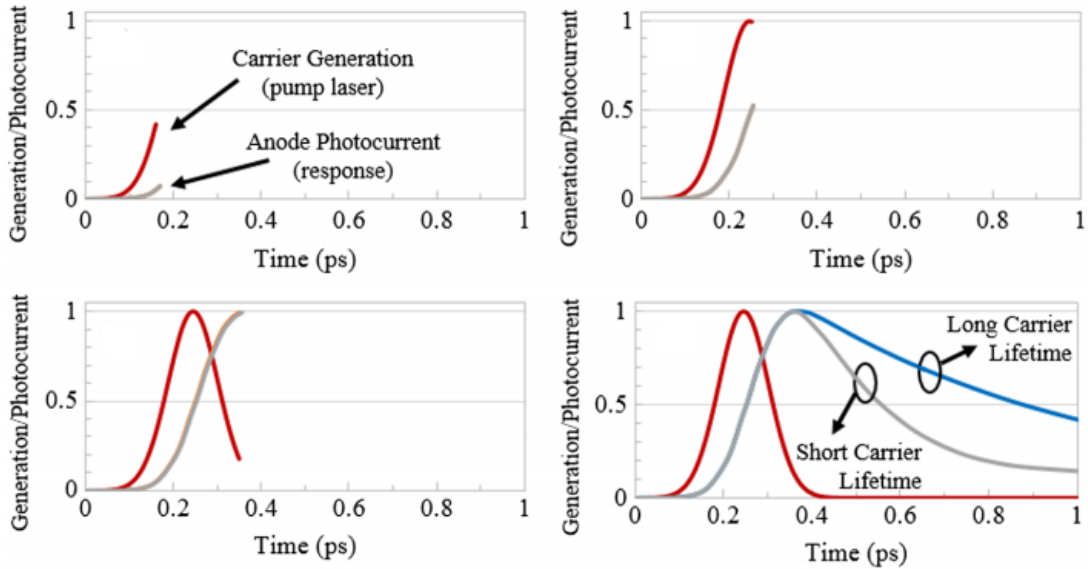 Generation/Photocurrent
1
0.5
0
Carrier Generation
(pump laser)
Anode Photocurrent
(response)
0 0.2 0.4 0.6 0.8 1
Time (ps)
Generation/Photocurrent
1
0.5
0
0 0.2 0.4 0.6 0.8 1
Time (ps)
Generation/Photocurrent
1
0.5
0
0 0.2 0.4 0.6 0.8 1
Time (ps)
Generation/Photocurrent
1
0.5
0
Long Carrier
Lifetime
Short Carrier
Lifetime
0 0.2 0.4 0.6 0.8 1
Time (ps)